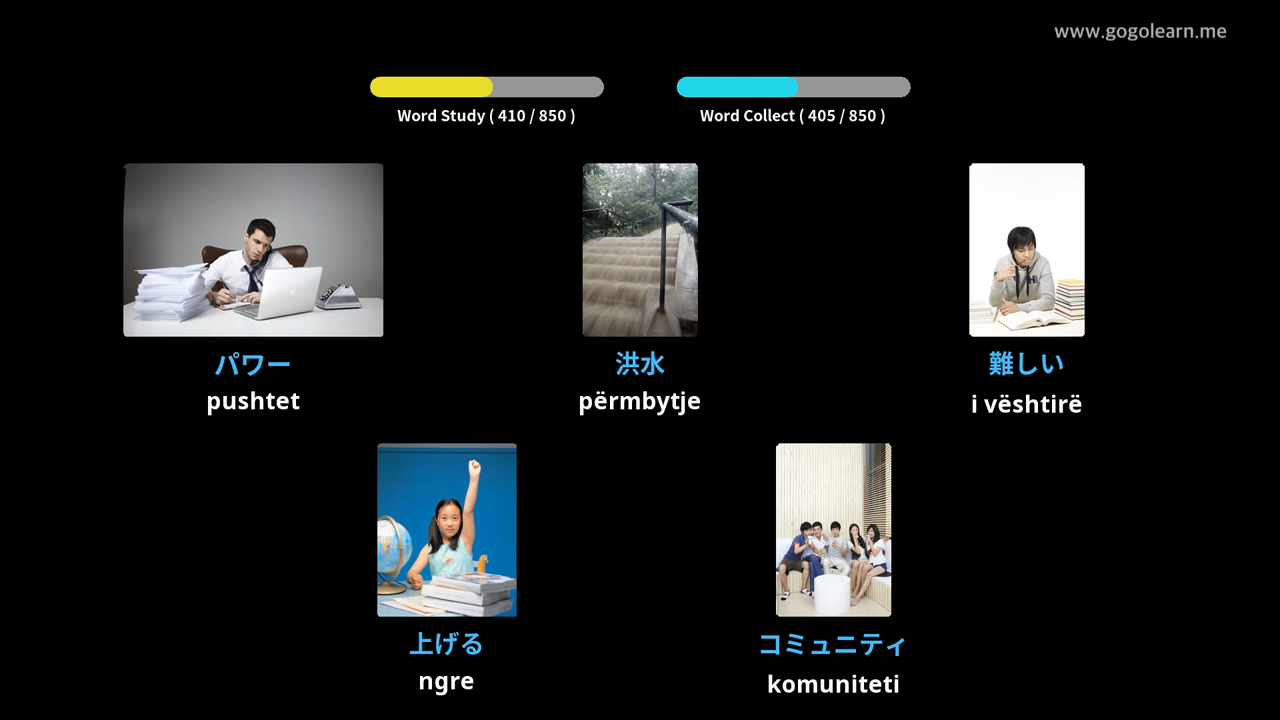 www.gogolearn.me
Word Study ( 410 / 850 )
Word Collect ( 405 / 850 )
パワー
pushtet
洪水
përmbytje
難しい
i vështirë
上げる
ngre
コミュニティ
komuniteti